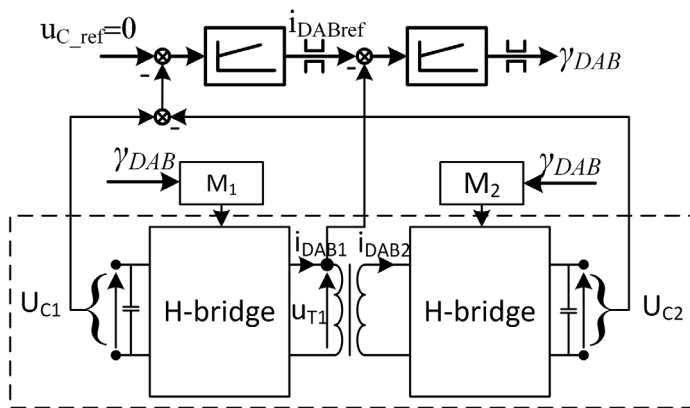 u_C_ref=0
i_DABref
γ_DAB
-
-
-
γ_DAB
M₁
M₂
γ_DAB
i_DAB1
i_DAB2
U_C1
H-bridge
u_T1
H-bridge
U_C2